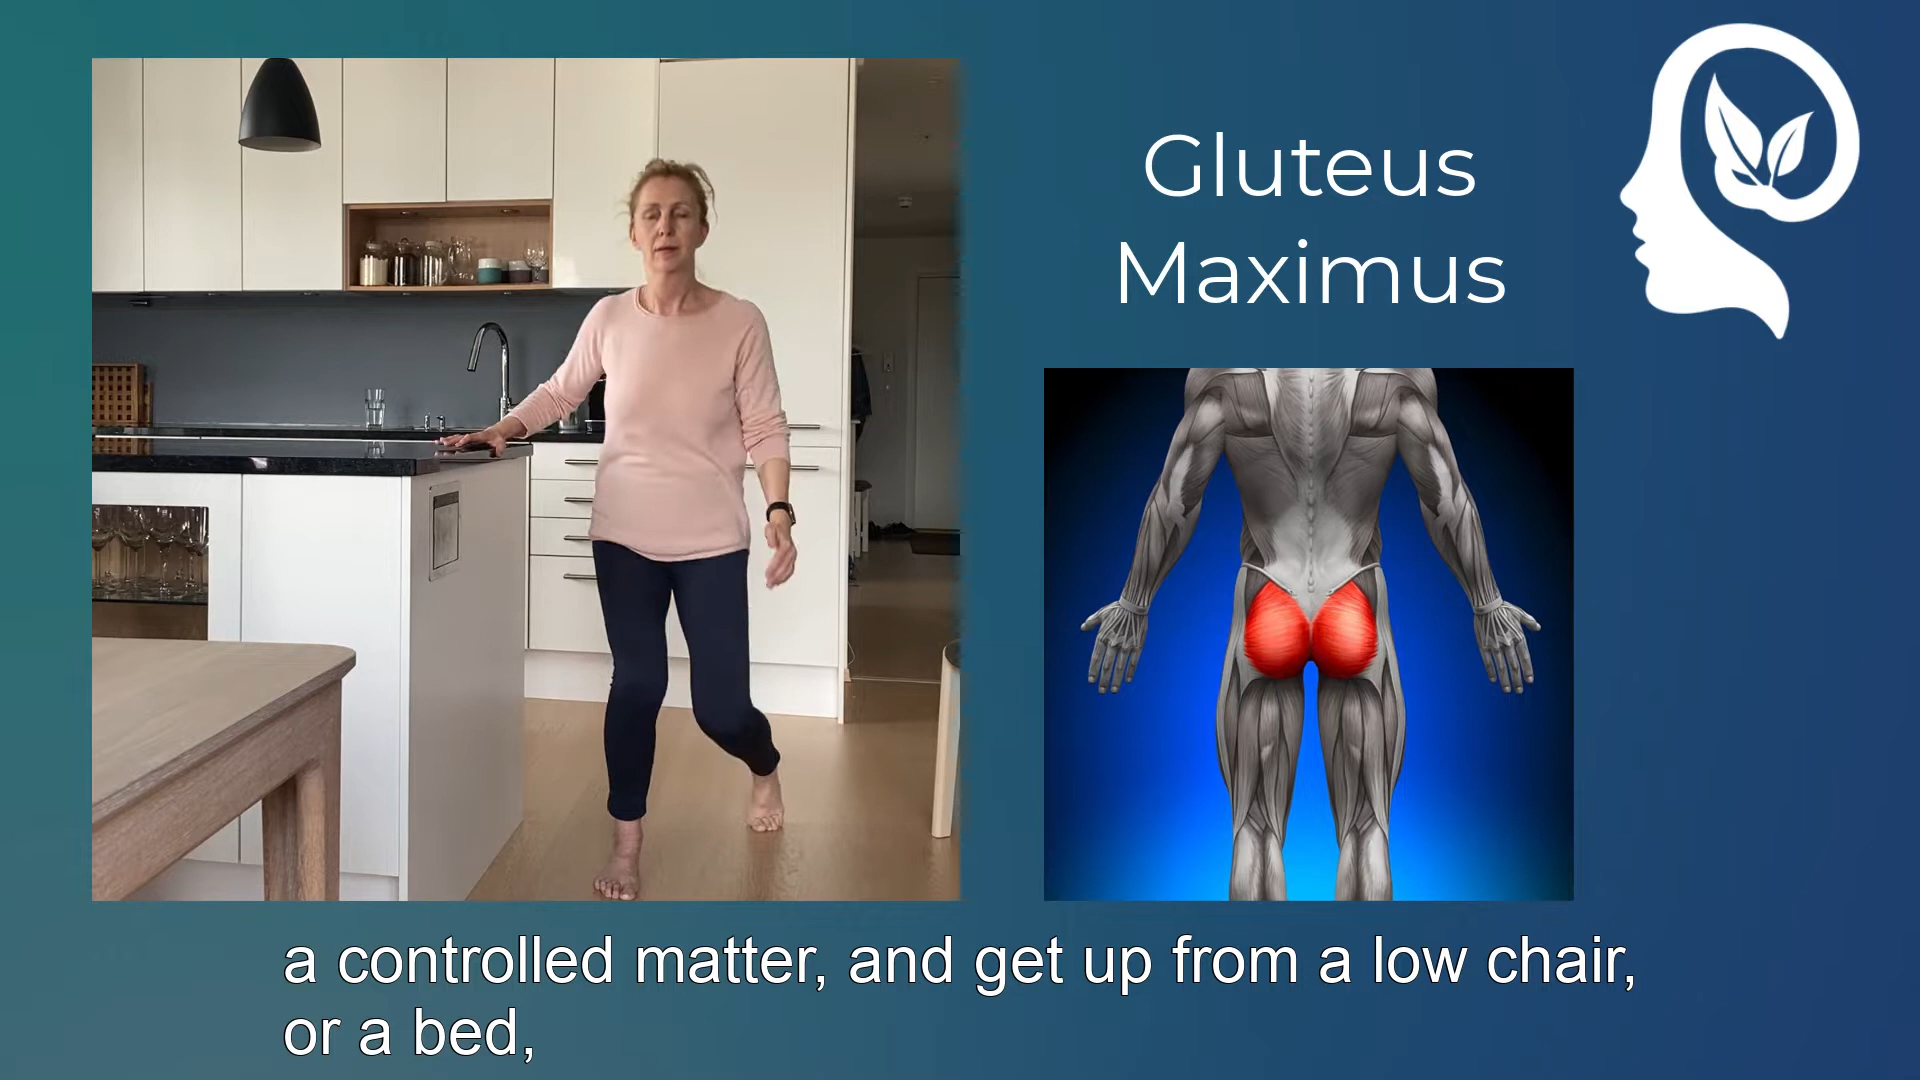 Gluteus
Maximus
a controlled matter, and get up from a low chair,
or a bed,